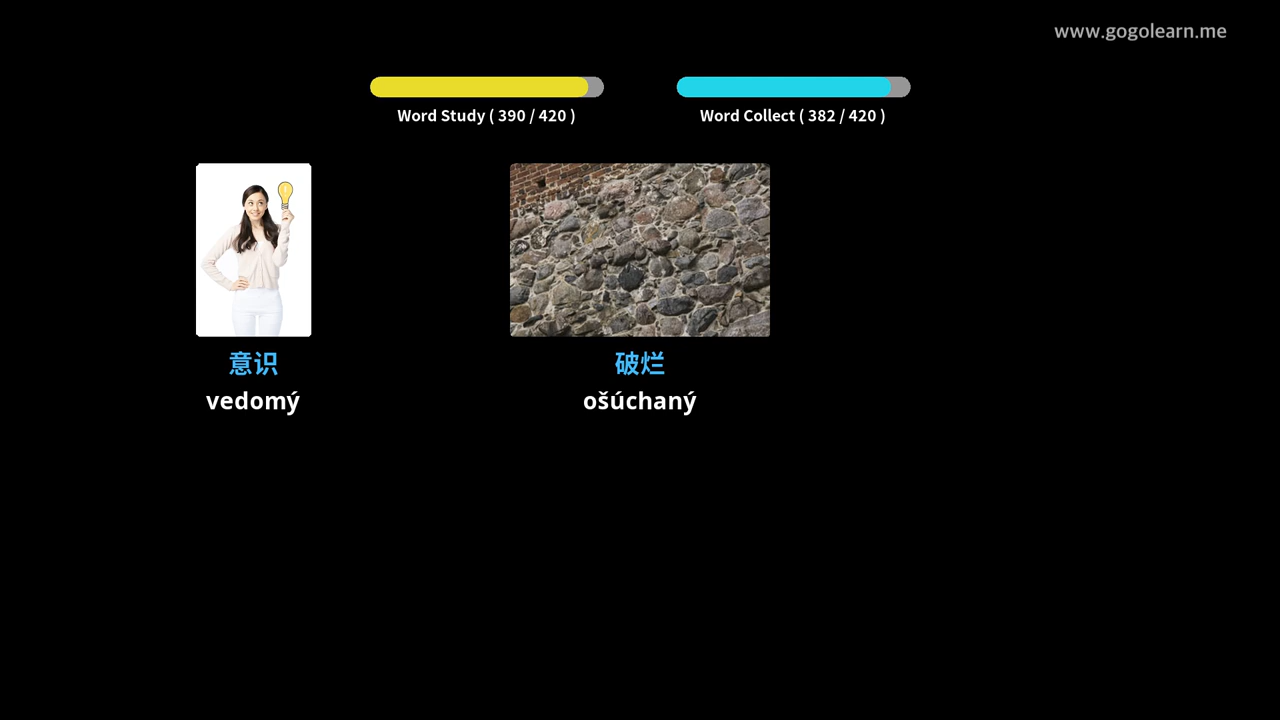 www.gogolearn.me
Word Study ( 390 / 420 )
Word Collect ( 382 / 420 )
意识
破烂
vedomý
ošúchaný